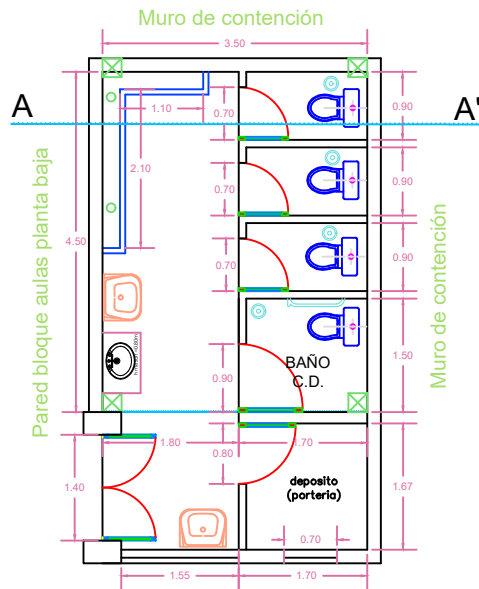 Muro de contención
3.50
A
A'
1.10
0.70
0.90
2.10
0.70
0.90
Pared bloque aulas planta baja
4.50
0.70
0.90
Muro de contención
BAÑO
C.D.
1.50
0.90
1.80
1.70
0.80
1.40
deposito
(porteria)
1.67
0.70
1.55
1.70